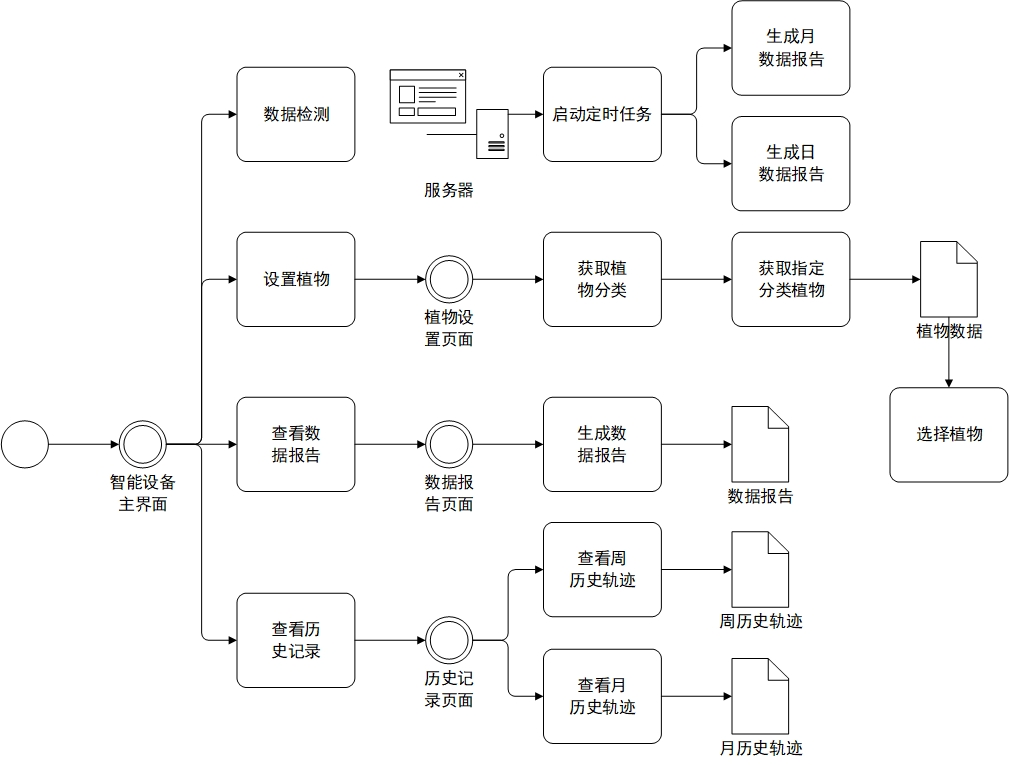 生成月
数据报告
数据检测
启动定时任务
生成日
数据报告
服务器
设置植物
植物设
置页面
获取植
物分类
获取指定
分类植物
植物数据
选择植物
智能设备
主界面
查看数
据报告
数据报
告页面
生成数
据报告
数据报告
查看周
历史轨迹
周历史轨迹
查看历
史记录
历史记
录页面
查看月
历史轨迹
月历史轨迹